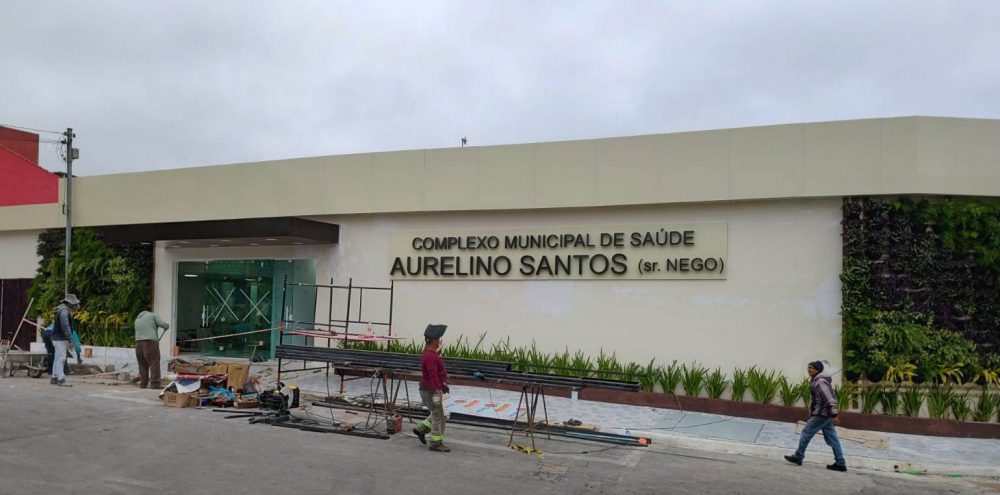 COMPLEXO MUNICIPAL DE SAÚDE
AURELINO SANTOS (sr. NEGO)